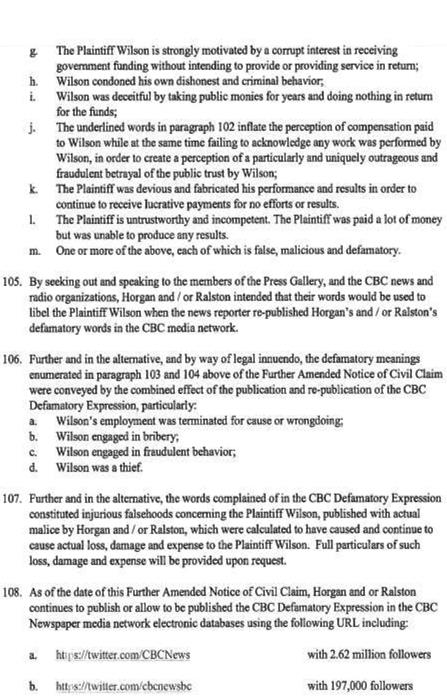 g. The Plaintiff Wilson is strongly motivated by a corrupt interest in receiving
government funding without intending to provide or providing service in return;
h. Wilson condoned his own dishonest and criminal behavior;
i. Wilson was deceitful by taking public monies for years and doing nothing in return
for the funds;
j. The underlined words in paragraph 102 inflate the perception of compensation paid
to Wilson while at the same time failing to acknowledge any work was performed by
Wilson, in order to create a perception of a particularly and uniquely outrageous and
fraudulent betrayal of the public trust by Wilson;
k. The Plaintiff was devious and fabricated his performance and results in order to
continue to receive lucrative payments for no efforts or results.
l. The Plaintiff is untrustworthy and incompetent. The Plaintiff was paid a lot of money
but was unable to produce any results.
m. One or more of the above, each of which is false, malicious and defamatory.
105. By seeking out and speaking to the members of the Press Gallery, and the CBC news and
radio organizations, Horgan and / or Ralston intended that their words would be used to
libel the Plaintiff Wilson when the news reporter re-published Horgan's and / or Ralston's
defamatory words in the CBC media network.
106. Further and in the alternative, and by way of legal innuendo, the defamatory meanings
enumerated in paragraph 103 and 104 above of the Further Amended Notice of Civil Claim
were conveyed by the combined effect of the publication and re-publication of the CBC
Defamatory Expression, particularly:
a. Wilson's employment was terminated for cause or wrongdoing;
b. Wilson engaged in bribery;
c. Wilson engaged in fraudulent behavior;
d. Wilson was a thief.
107. Further and in the alternative, the words complained of in the CBC Defamatory Expression
constituted injurious falsehoods concerning the Plaintiff Wilson, published with actual
malice by Horgan and / or Ralston, which were calculated to have caused and continue to
cause actual loss, damage and expense to the Plaintiff Wilson. Full particulars of such
loss, damage and expense will be provided upon request.
108. As of the date of this Further Amended Notice of Civil Claim, Horgan and or Ralston
continues to publish or allow to be published the CBC Defamatory Expression in the CBC
Newspaper media network electronic databases using the following URL including:
a. https://twitter.com/CBCNews with 2.62 million followers
b. https://twitter.com/cbcnewsbc with 197,000 followers